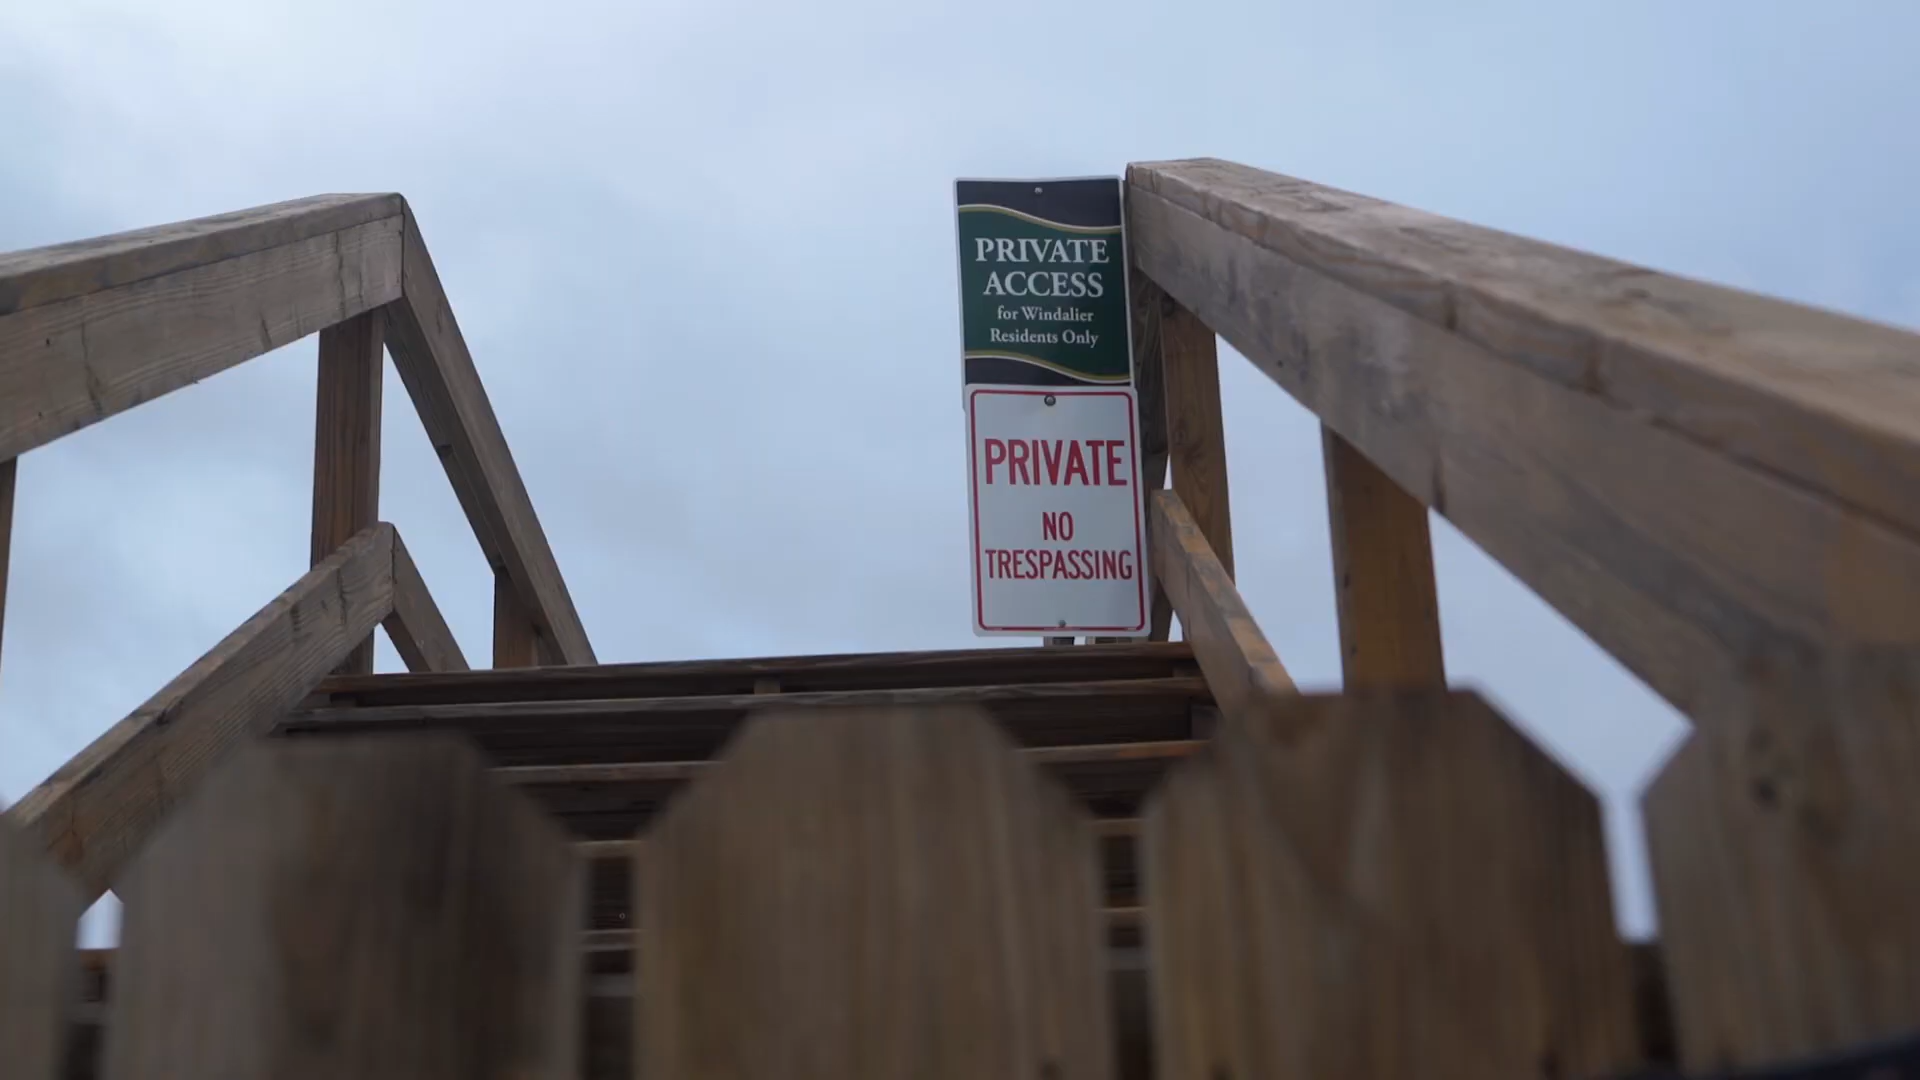 PRIVATE
ACCESS
for Windalier
Residents Only
PRIVATE
NO
TRESPASSING